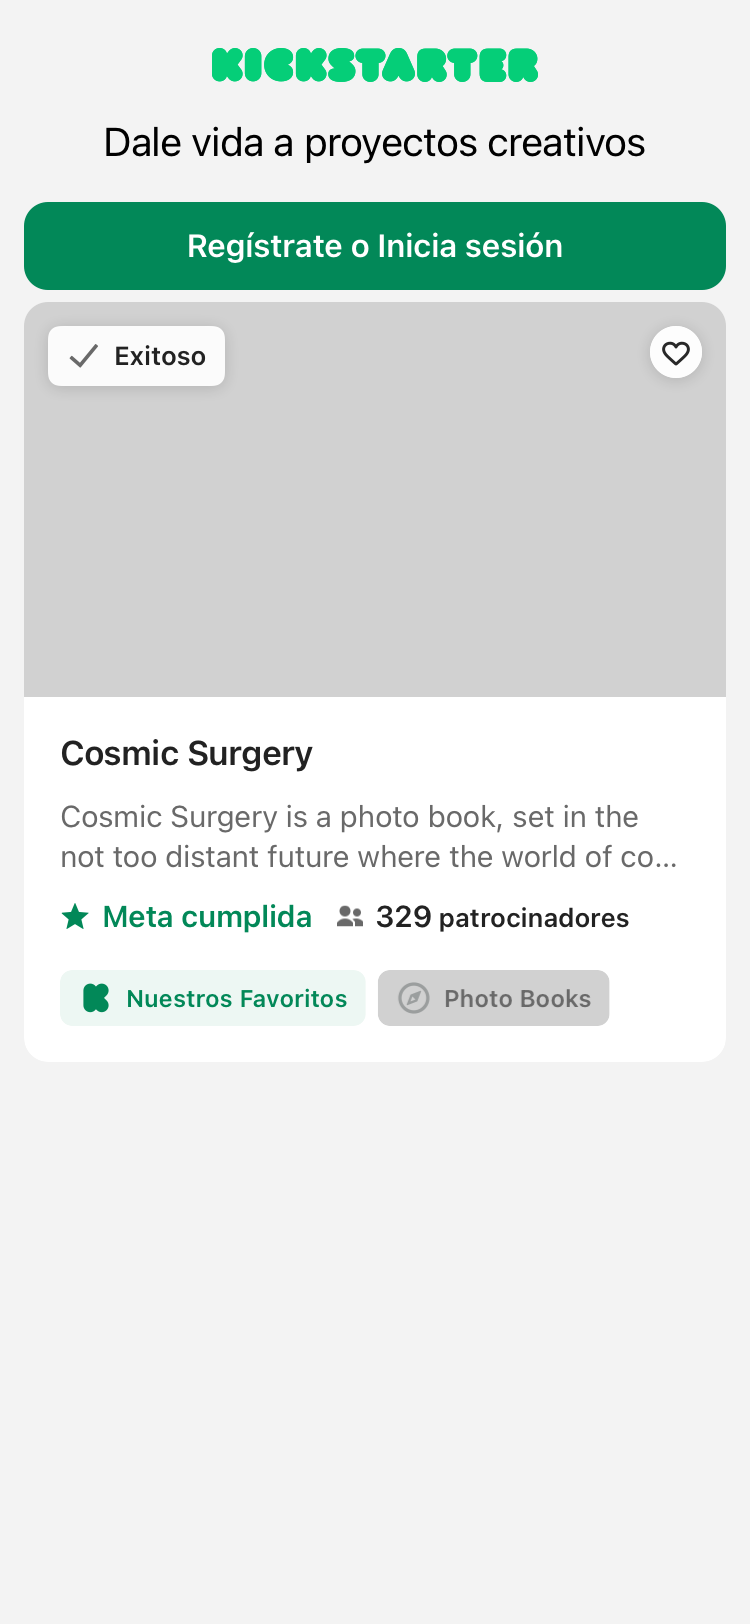 KICKSTARTER
Dale vida a proyectos creativos
Regístrate o Inicia sesión
Exitoso
Cosmic Surgery
Cosmic Surgery is a photo book, set in the
not too distant future where the world of co...
Meta cumplida 329 patrocinadores
Nuestros Favoritos Photo Books